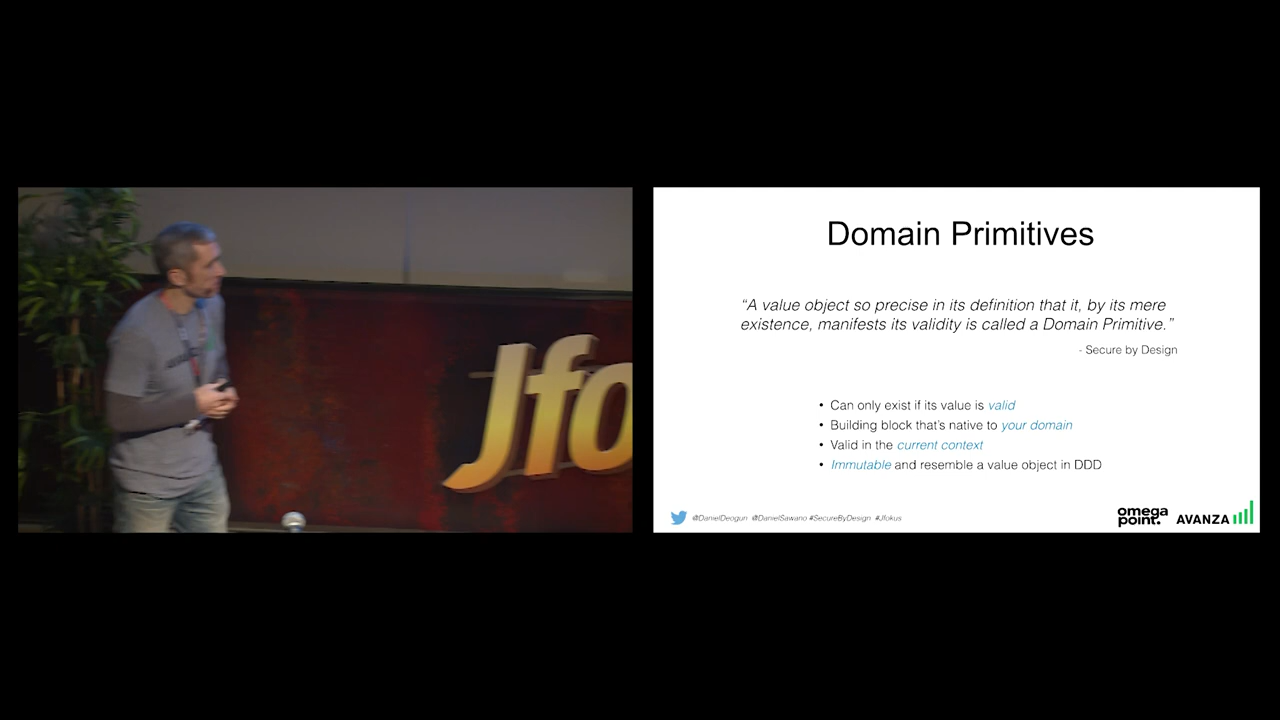 Jfo
Domain Primitives
“A value object so precise in its definition that it, by its mere
existence, manifests its validity is called a Domain Primitive.”
- Secure by Design
• Can only exist if its value is valid
• Building block that’s native to your domain
• Valid in the current context
• Immutable and resemble a value object in DDD
@DanielDeogun @DanielSawano #SecureByDesign #Jfokus
omega
point.
AVANZA